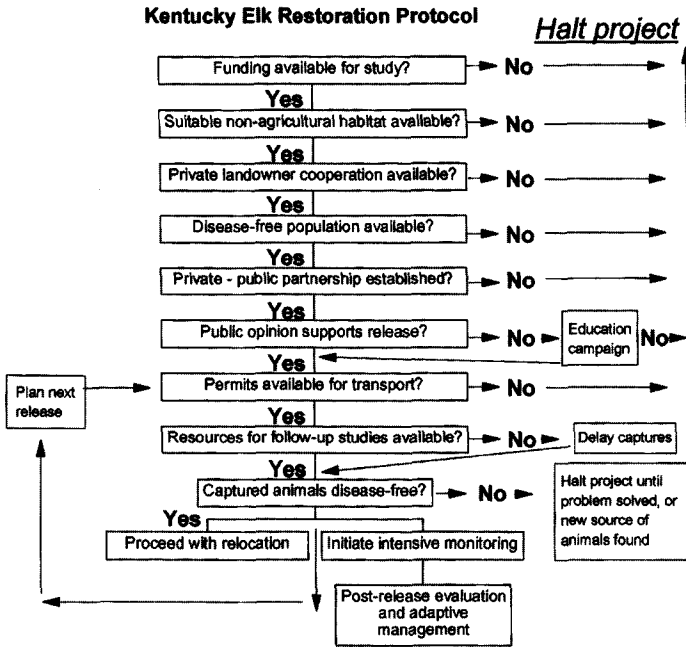 Kentucky Elk Restoration Protocol
Halt project
Funding available for study?
No
Yes
Suitable non-agricultural habitat available?
No
Yes
Private landowner cooperation available?
No
Yes
Disease-free population available?
No
Yes
Private - public partnership established?
No
Yes
Public opinion supports release?
No
Education
campaign
No
Yes
Plan next
release
Permits available for transport?
No
Yes
Resources for follow-up studies available?
No
Delay captures
Yes
Captured animals disease-free?
No
Halt project until
problem solved, or
new source of
animals found
Yes
Proceed with relocation
Initiate intensive monitoring
Post-release evaluation
and adaptive
management